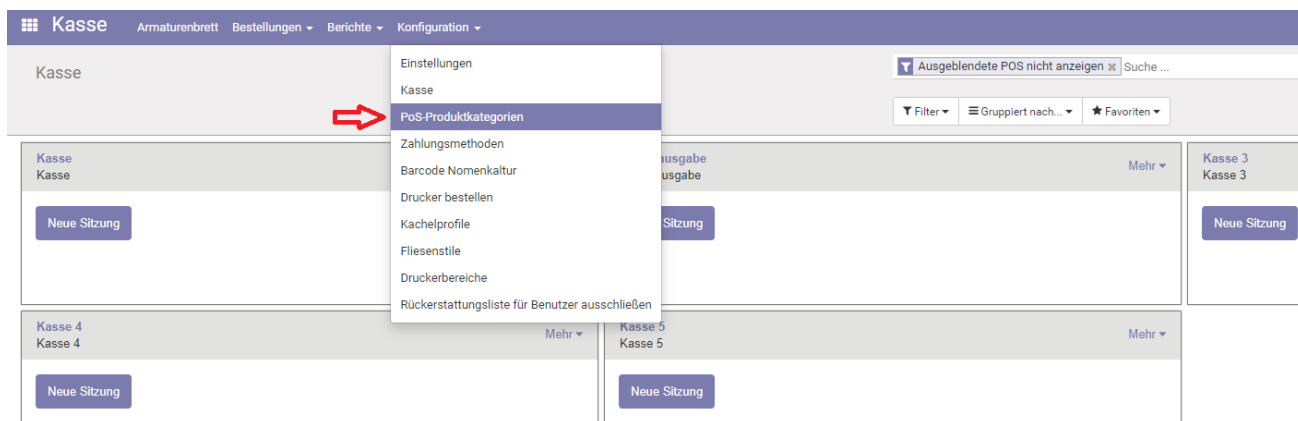 Kasse Armaturenbrett Bestellungen Berichte Konfiguration
Kasse
Ausgeblendete POS nicht anzeigen Suche ...
Filter Gruppiert nach... Favoriten
Einstellungen
Kasse
PoS-Produktkategorien
Zahlungsmethoden
Barcode Nomenkaltur
Drucker bestellen
Kachelprofile
Fliesenstile
Druckerbereiche
Rückerstattungsliste für Benutzer ausschließen
Kasse
Kasse
Neue Sitzung
usgabe
usgabe
Mehr
Sitzung
Kasse 3
Kasse 3
Neue Sitzung
Kasse 4
Kasse 4
Mehr
Neue Sitzung
Kasse 5
Kasse 5
Mehr
Neue Sitzung